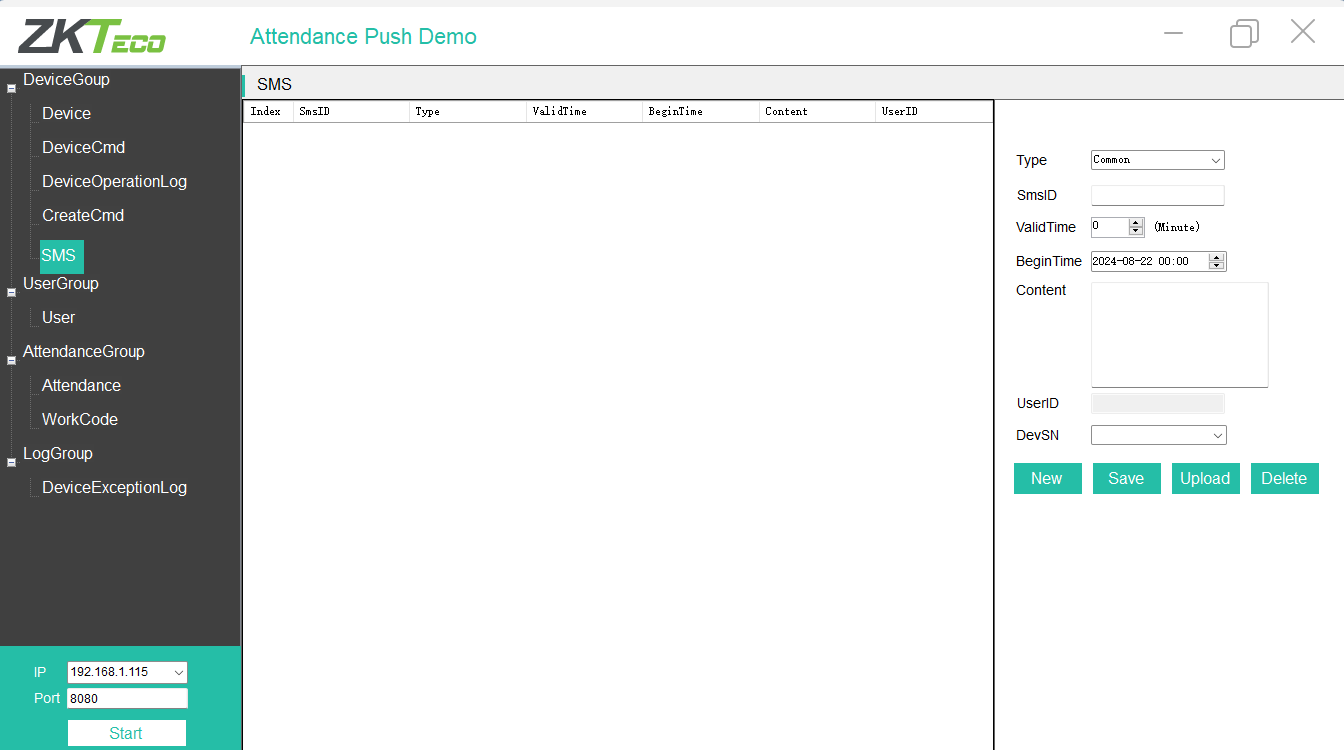 ZKTECO
Attendance Push Demo
DeviceGoup
Device
DeviceCmd
DeviceOperationLog
CreateCmd
SMS
UserGroup
User
AttendanceGroup
Attendance
WorkCode
LogGroup
DeviceExceptionLog
IP 192.168.1.115
Port 8080
Start
SMS
Index SmsID Type ValidTime BeginTime Content UserID
Type Common
SmsID
ValidTime 0 (Minute)
BeginTime 2024-08-22 00:00
Content
UserID
DevSN
New Save Upload Delete